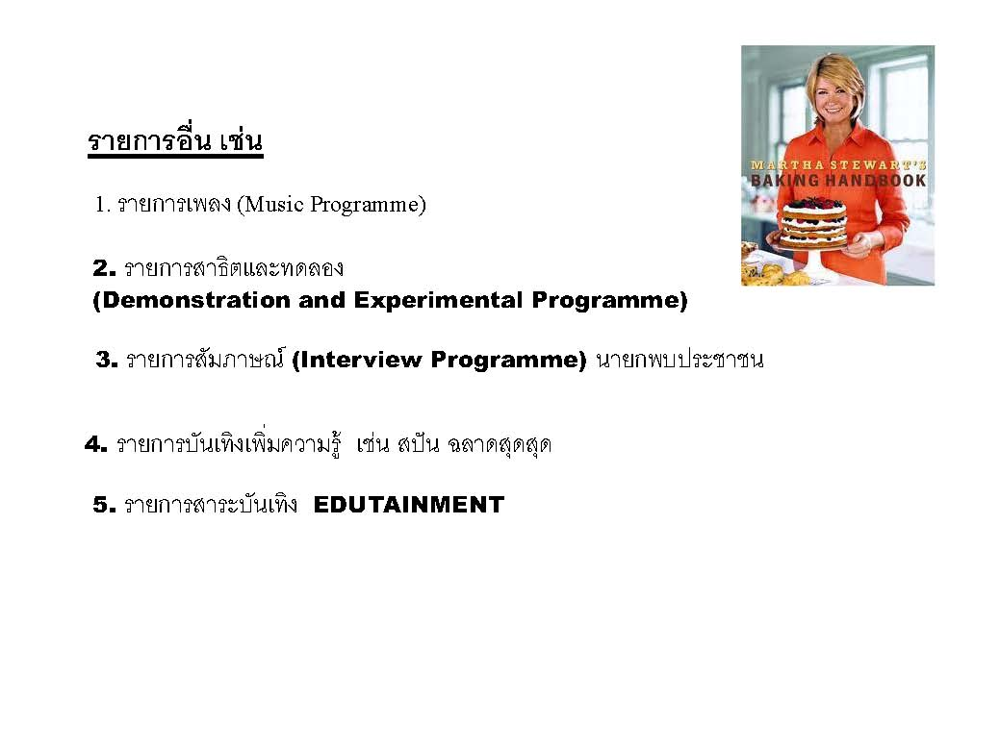 รายการอื่น เช่น
MARTHA STEWART'S
BAKING HANDBOOK
1. รายการเพลง (Music Programme)
2. รายการสาธิตและทดลอง
(Demonstration and Experimental Programme)
3. รายการสัมภาษณ์ (Interview Programme) นายกพบประชาชน
4. รายการบันเทิงเพิ่มความรู้ เช่น สปัน ฉลาดสุดสุด
5. รายการสาระบันเทิง EDUTAINMENT